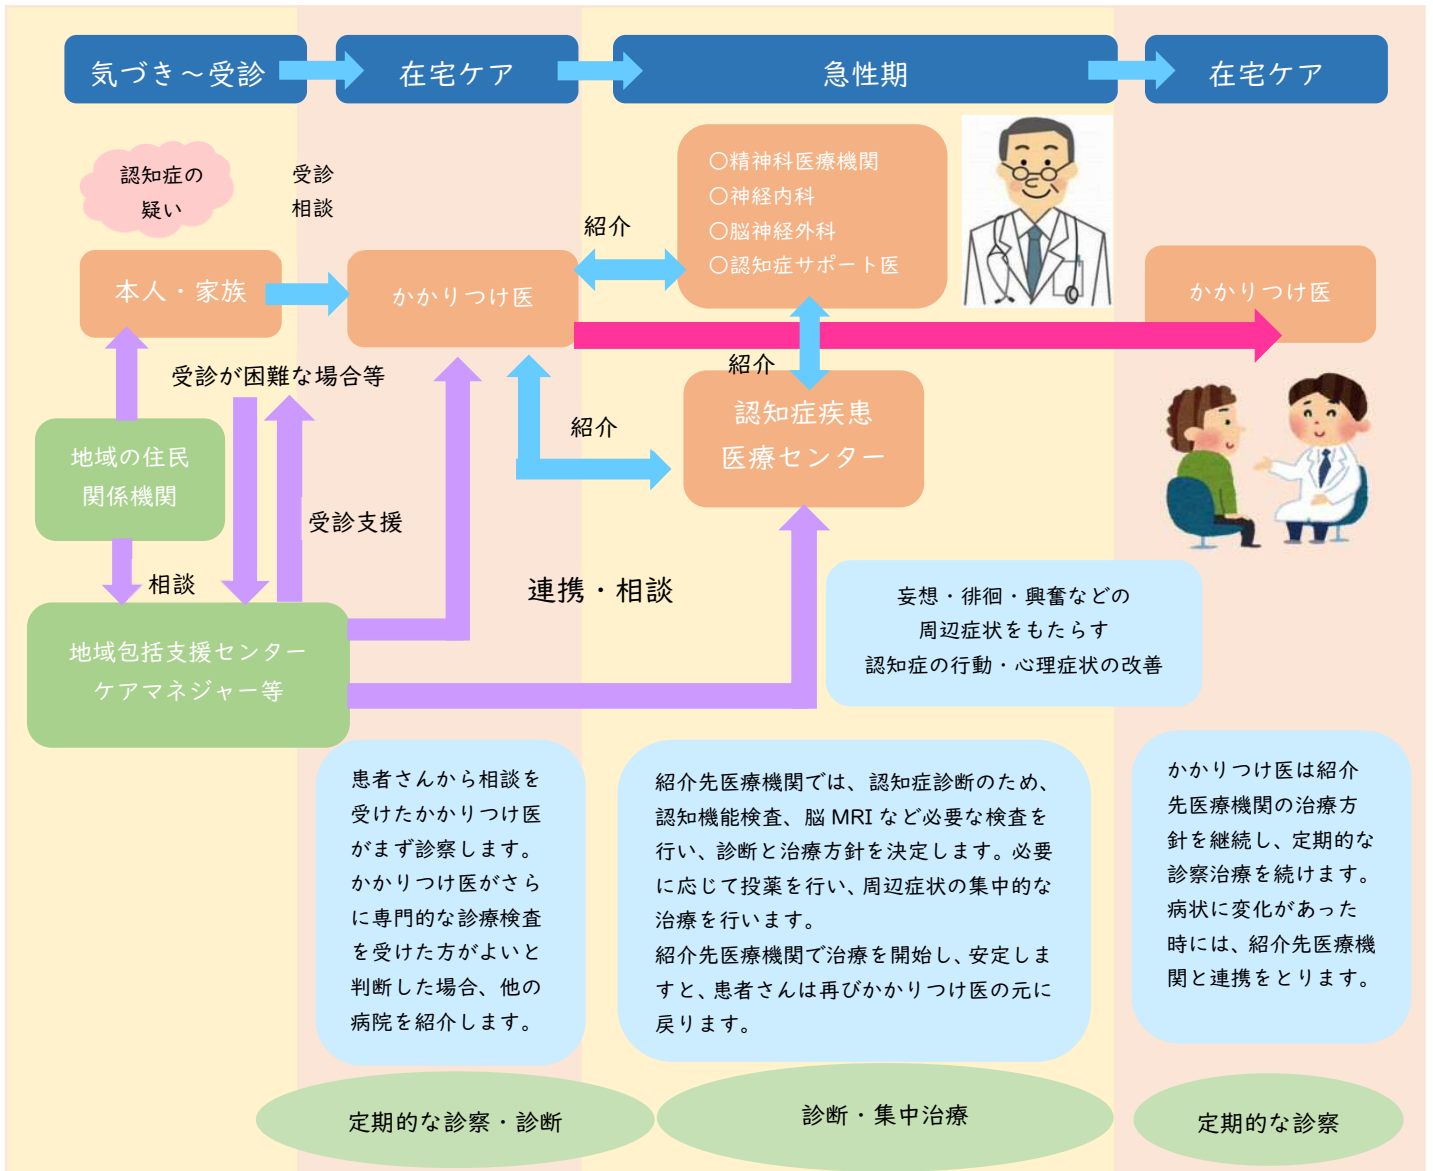 気づき～受診
在宅ケア
急性期
在宅ケア
認知症の
疑い
受診
相談
本人・家族
かかりつけ医
紹介
○精神科医療機関
○神経内科
○脳神経外科
○認知症サポート医
かかりつけ医
受診が困難な場合等
紹介
認知症疾患
医療センター
紹介
地域の住民
関係機関
受診支援
相談
連携・相談
地域包括支援センター
ケアマネジャー等
妄想・徘徊・興奮などの
周辺症状をもたらす
認知症の行動・心理症状の改善
患者さんから相談を
受けたかかりつけ医
がまず診察します。
かかりつけ医がさら
に専門的な診療検査
を受けた方がよいと
判断した場合、他の
病院を紹介します。
紹介先医療機関では、認知症診断のため、
認知機能検査、脳 MRI など必要な検査を
行い、診断と治療方針を決定します。必要
に応じて投薬を行い、周辺症状の集中的な
治療を行います。
紹介先医療機関で治療を開始し、安定しま
すと、患者さんは再びかかりつけ医の元に
戻ります。
かかりつけ医は紹介
先医療機関の治療方
針を継続し、定期的な
診察治療を続けます。
病状に変化があった
時には、紹介先医療機
関と連携をとります。
定期的な診察・診断
診断・集中治療
定期的な診察